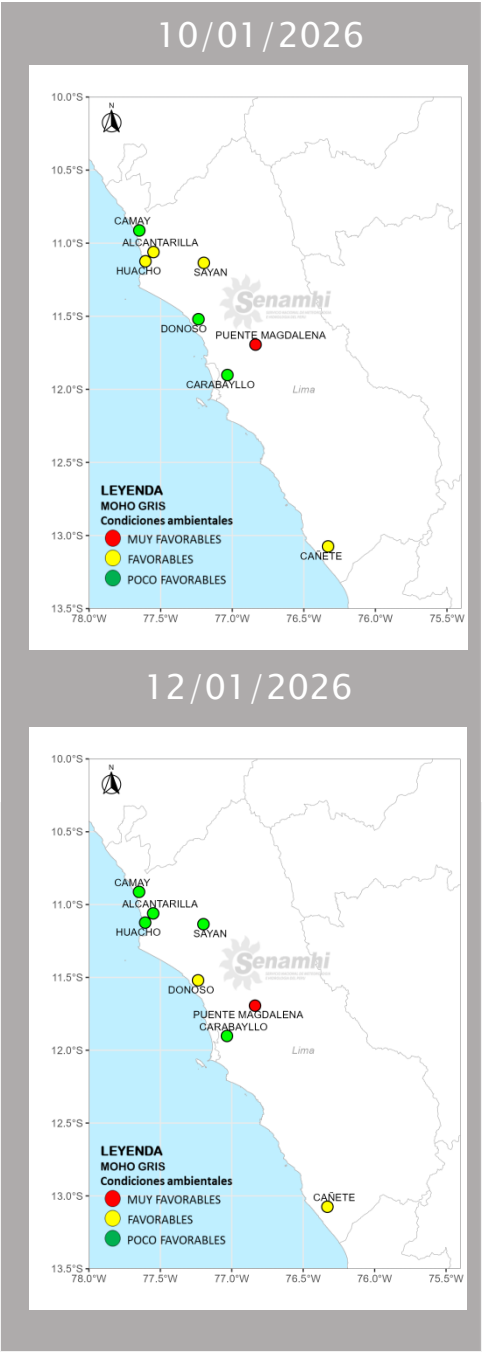 10/01/2026
10.0°S
N
10.5°S
CAMAY
11.0°S
ALCANTARILLA
HUACHO
SAYAN
Senamhi
11.5°S
DONOSO
PUENTE MAGDALENA
12.0°S
CARABAYLLO
Lima
12.5°S
LEYENDA
MOHO GRIS
Condiciones ambientales
13.0°S
MUY FAVORABLES
FAVORABLES
CAÑETE
POCO FAVORABLES
13.5°S
78.0°W 77.5°W 77.0°W 76.5°W 76.0°W 75.5°W
12/01/2026
10.0°S
N
10.5°S
CAMAY
11.0°S
ALCANTARILLA
HUACHO
SAYAN
Senamhi
11.5°S
DONOSO
PUENTE MAGDALENA
CARABAYLLO
12.0°S
Lima
12.5°S
LEYENDA
MOHO GRIS
Condiciones ambientales
13.0°S
MUY FAVORABLES
CAÑETE
FAVORABLES
POCO FAVORABLES
13.5°S
78.0°W 77.5°W 77.0°W 76.5°W 76.0°W 75.5°W